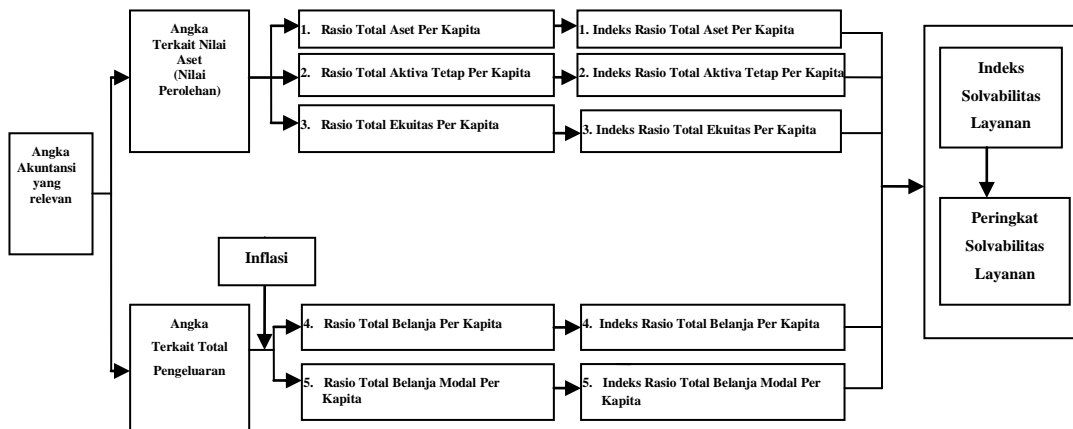 Angka
Akuntansi
yang
relevan
Angka
Terkait Nilai
Aset
(Nilai
Perolehan)
1. Rasio Total Aset Per Kapita
2. Rasio Total Aktiva Tetap Per Kapita
3. Rasio Total Ekuitas Per Kapita
1. Indeks Rasio Total Aset Per Kapita
2. Indeks Rasio Total Aktiva Tetap Per Kapita
3. Indeks Rasio Total Ekuitas Per Kapita
Inflasi
Angka
Terkait Total
Pengeluaran
4. Rasio Total Belanja Per Kapita
5. Rasio Total Belanja Modal Per
Kapita
4. Indeks Rasio Total Belanja Per Kapita
5. Indeks Rasio Total Belanja Modal Per
Kapita
Indeks
Solvabilitas
Layanan
Peringkat
Solvabilitas
Layanan